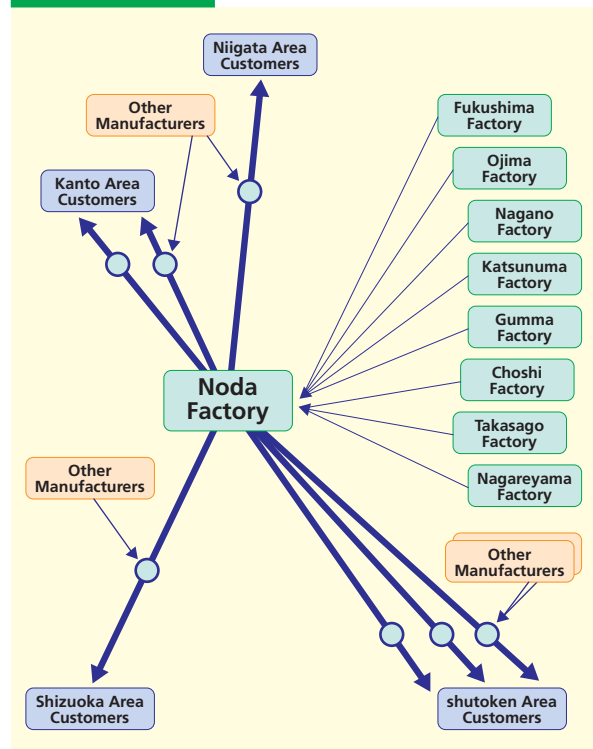 Niigata Area
Customers
Other
Manufacturers
Fukushima
Factory
Ojima
Factory
Kanto Area
Customers
Nagano
Factory
Katsunuma
Factory
Gumma
Factory
Noda
Factory
Choshi
Factory
Takasago
Factory
Other
Manufacturers
Nagareyama
Factory
Other
Manufacturers
Shizuoka Area
Customers
shutoken Area
Customers